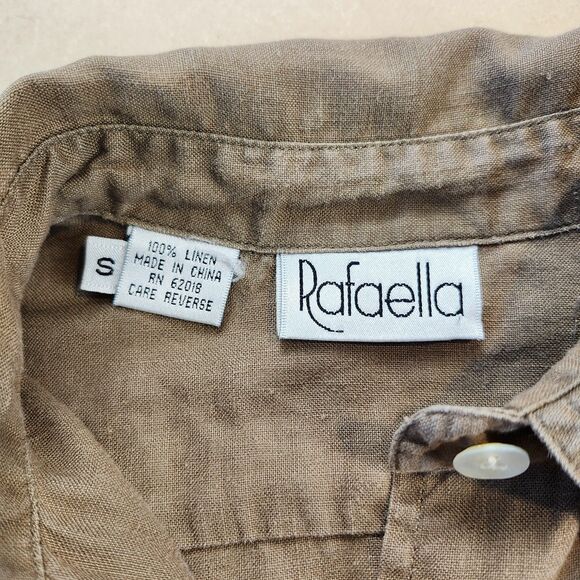 S
100% LINEN
MADE IN CHINA
RN 62018
CARE REVERSE
Rafaella